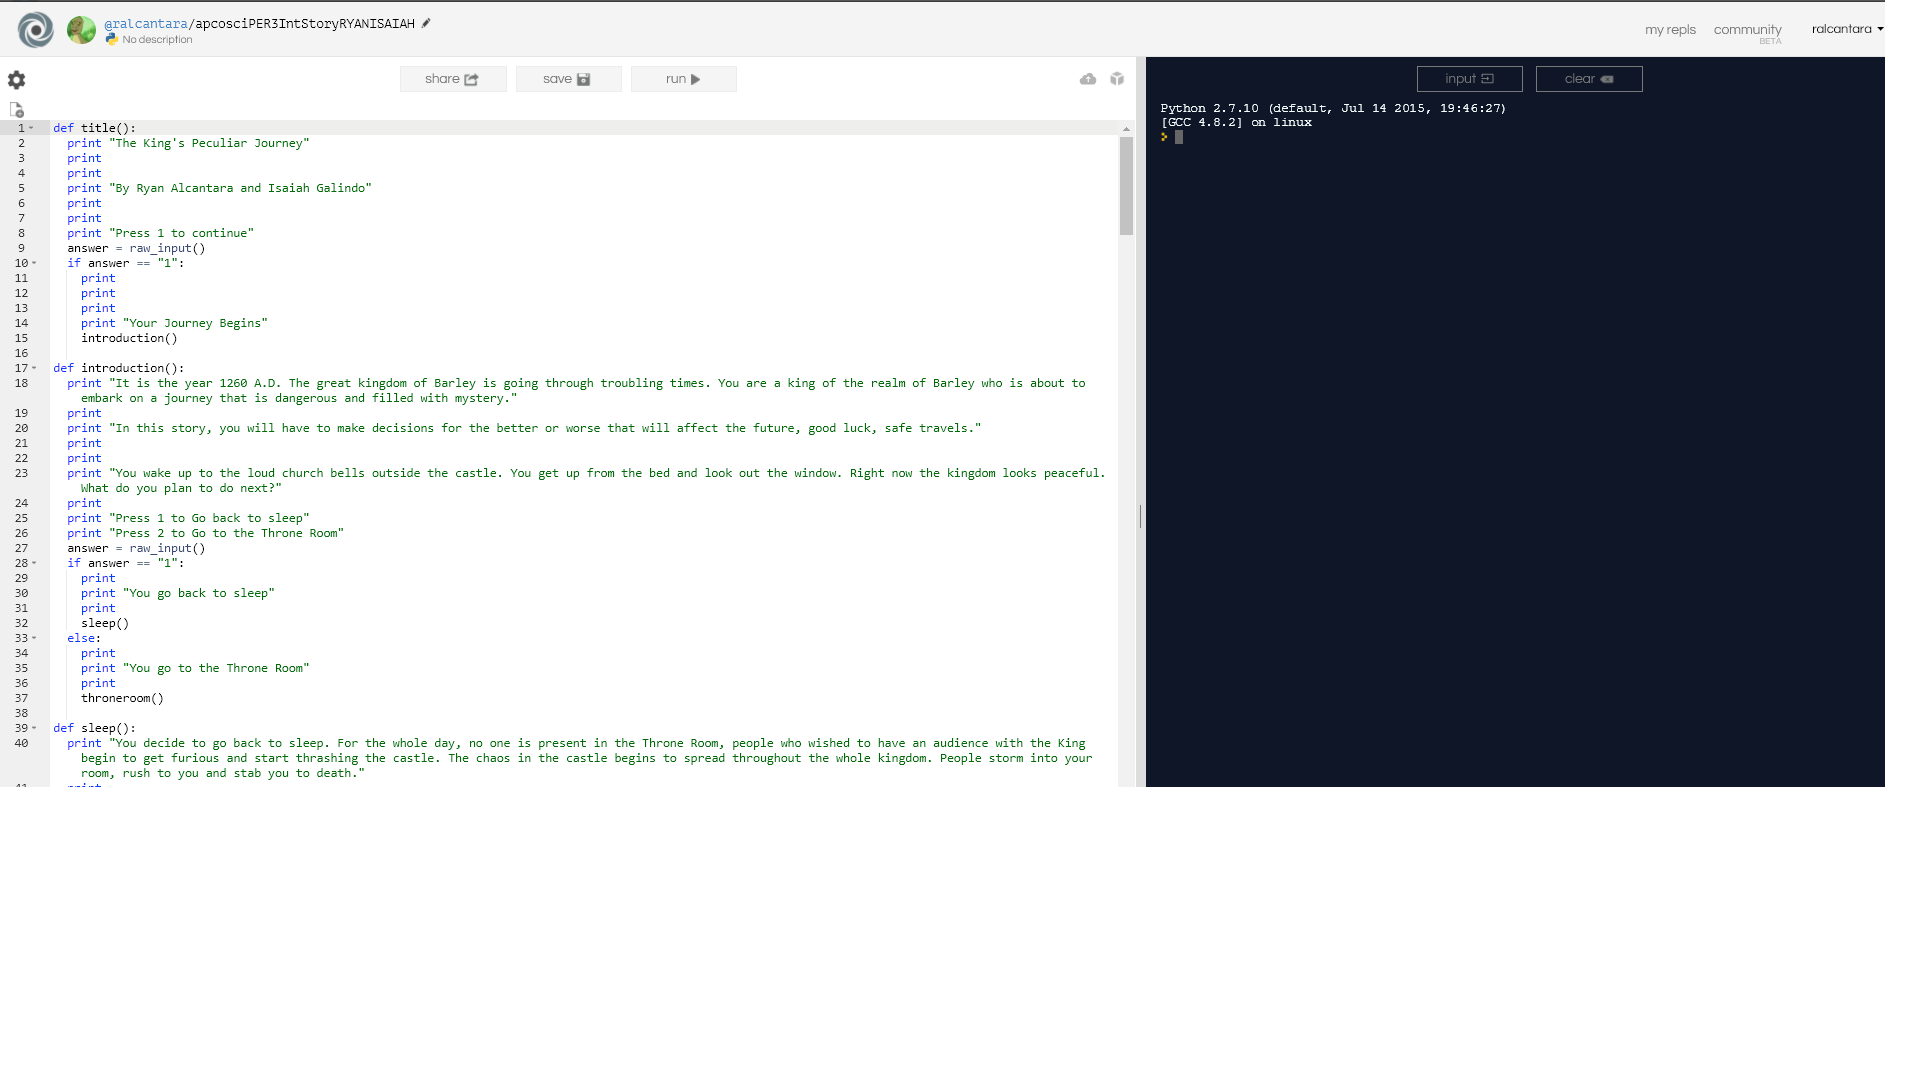 @ralcantara/apcosciPER3IntStoryRYANISAIAH
No description
my repls community ralcantara
BETA
share save run
input clear
1 def title():
2 print "The King's Peculiar Journey"
3 print
4 print
5 print "By Ryan Alcantara and Isaiah Galindo"
6 print
7 print
8 print "Press 1 to continue"
9 answer = raw_input()
10 if answer == "1":
11 print
12 print
13 print
14 print "Your Journey Begins"
15 introduction()
16
17 def introduction():
18 print "It is the year 1260 A.D. The great kingdom of Barley is going through troubling times. You are a king of the realm of Barley who is about to
embark on a journey that is dangerous and filled with mystery."
19 print
20 print "In this story, you will have to make decisions for the better or worse that will affect the future, good luck, safe travels."
21 print
22 print
23 print "You wake up to the loud church bells outside the castle. You get up from the bed and look out the window. Right now the kingdom looks peaceful.
What do you plan to do next?"
24 print
25 print "Press 1 to Go back to sleep"
26 print "Press 2 to Go to the Throne Room"
27 answer = raw_input()
28 if answer == "1":
29 print
30 print "You go back to sleep"
31 print
32 sleep()
33 else:
34 print
35 print "You go to the Throne Room"
36 print
37 throneroom()
38
39 def sleep():
40 print "You decide to go back to sleep. For the whole day, no one is present in the Throne Room, people who wished to have an audience with the King
begin to get furious and start thrashing the castle. The chaos in the castle begins to spread throughout the whole kingdom. People storm into your
room, rush to you and stab you to death."
41 print
Python 2.7.10 (default, Jul 14 2015, 19:46:27)
[GCC 4.8.2] on linux